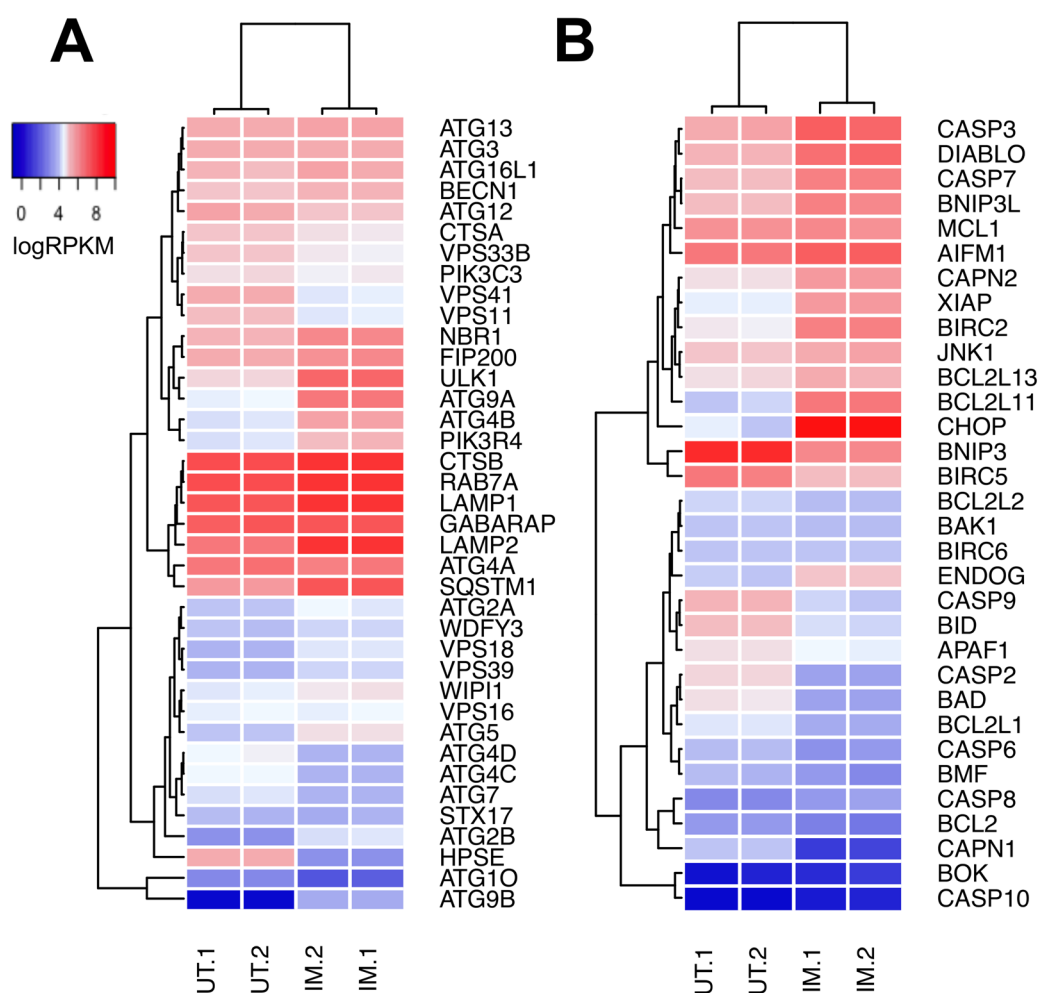 A
B
0 4 8
logRPKM
ATG13
ATG3
ATG16L1
BECN1
ATG12
CTSA
VPS33B
PIK3C3
VPS41
VPS11
NBR1
FIP200
ULK1
ATG9A
ATG4B
PIK3R4
CTSB
RAB7A
LAMP1
GABARAP
LAMP2
ATG4A
SQSTM1
ATG2A
WDFY3
VPS18
VPS39
WIPI1
VPS16
ATG5
ATG4D
ATG4C
ATG7
STX17
ATG2B
HPSE
ATG1O
ATG9B
UT.1
UT.2
IM.2
IM.1
CASP3
DIABLO
CASP7
BNIP3L
MCL1
AIFM1
CAPN2
XIAP
BIRC2
JNK1
BCL2L13
BCL2L11
CHOP
BNIP3
BIRC5
BCL2L2
BAK1
BIRC6
ENDOG
CASP9
BID
APAF1
CASP2
BAD
BCL2L1
CASP6
BMF
CASP8
BCL2
CAPN1
BOK
CASP10
UT.1
UT.2
IM.1
IM.2